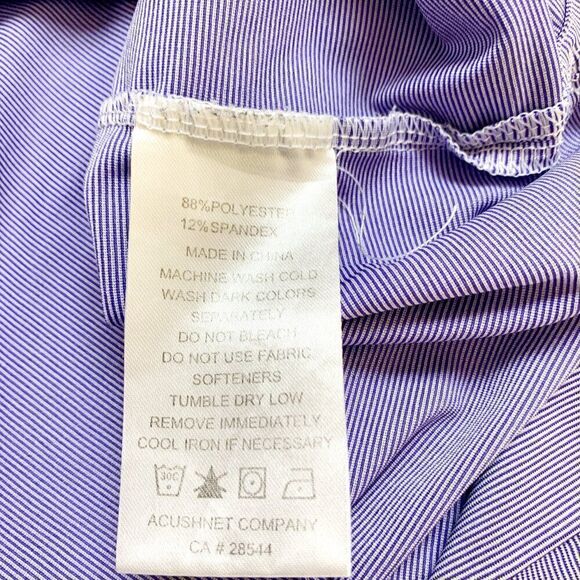 88%POLYESTER
12%SPANDEX
MADE IN CHINA
MACHINE WASH COLD
WASH DARK COLORS
SEPARATELY
DO NOT BLEACH
DO NOT USE FABRIC
SOFTENERS
TUMBLE DRY LOW
REMOVE IMMEDIATELY
COOL IRON IF NECESSARY
30C
ACUSHNET COMPANY
CA # 28544